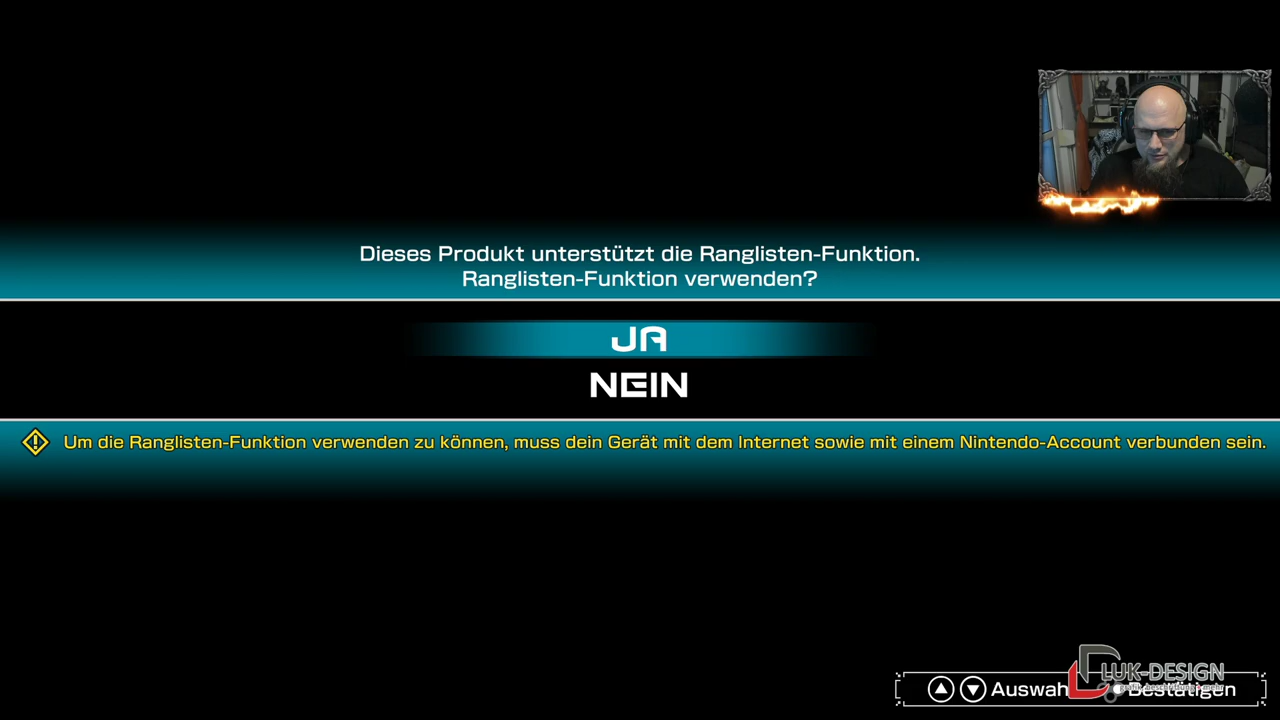 Dieses Produkt unterstützt die Ranglisten-Funktion.
Ranglisten-Funktion verwenden?
JA
NEIN
Um die Ranglisten-Funktion verwenden zu können, muss dein Gerät mit dem Internet sowie mit einem Nintendo-Account verbunden sein.
LUK-DESIGN
Auswahl Bestätigen